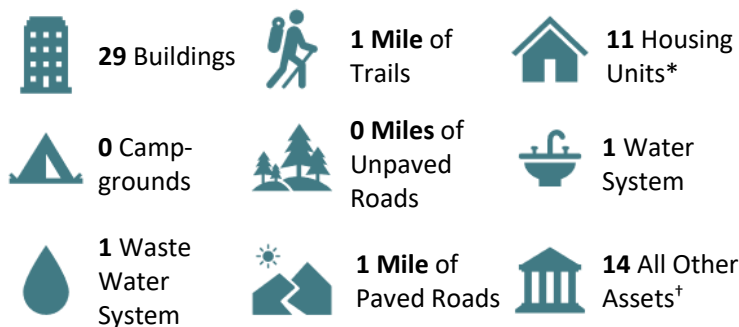 29 Buildings
1 Mile of
Trails
11 Housing
Units*
0 Camp-
grounds
0 Miles of
Unpaved
Roads
1 Water
System
1 Waste
Water
System
1 Mile of
Paved Roads
14 All Other
Assets†